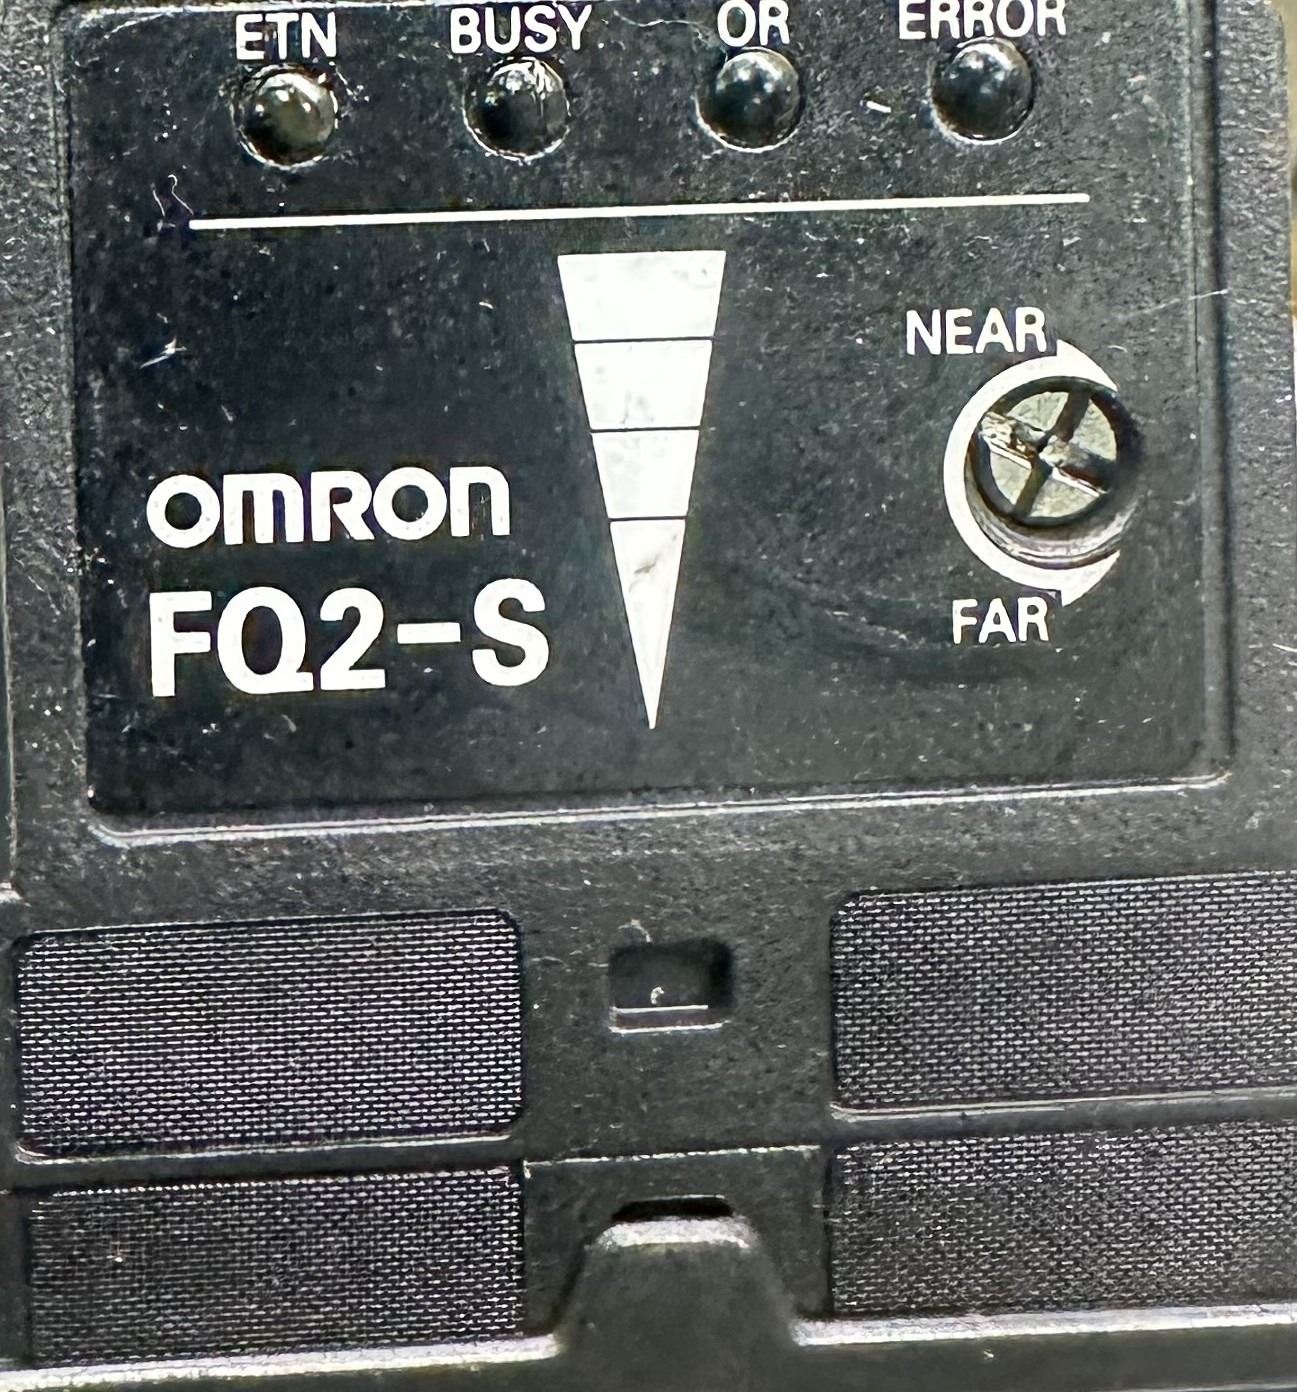 ETN BUSY OR ERROR
NEAR
omron
FQ2-S
FAR